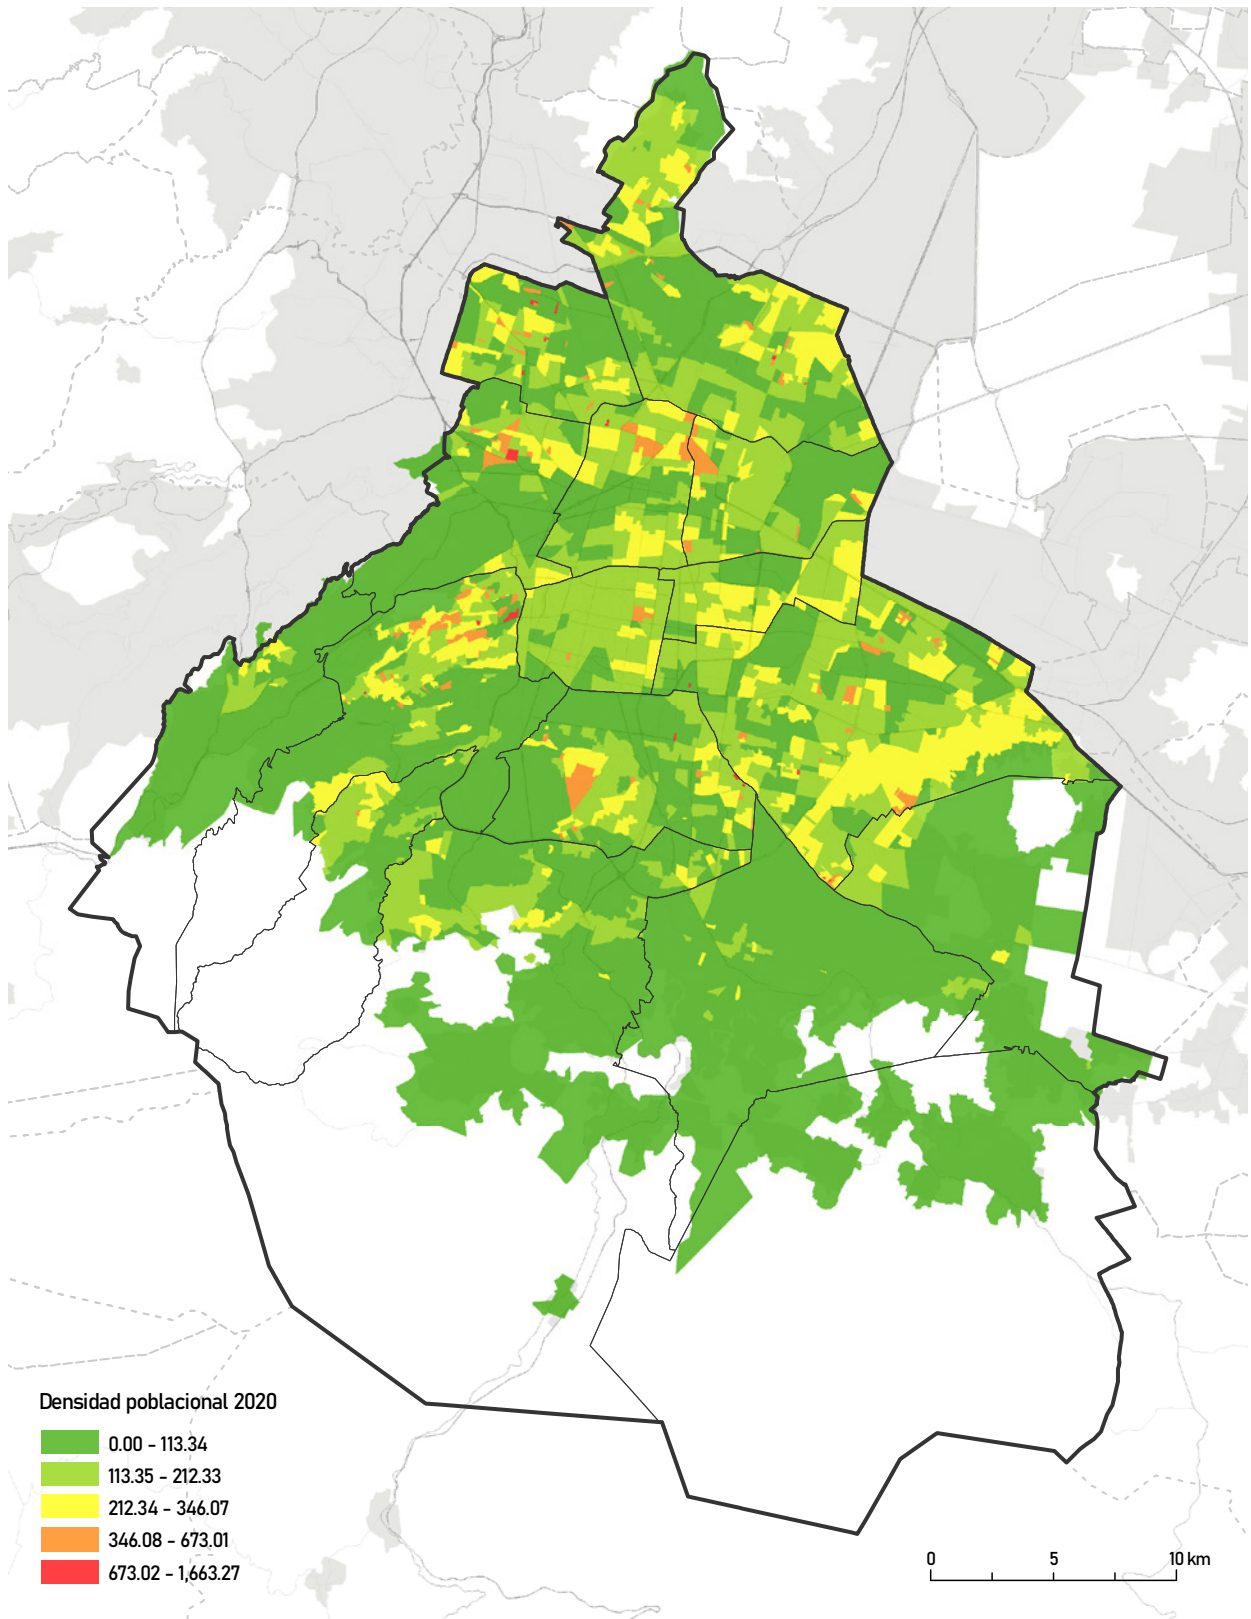 Densidad poblacional 2020
0.00 - 113.34
113.35 - 212.33
212.34 - 346.07
346.08 - 673.01
673.02 - 1,663.27
0 5 10 km